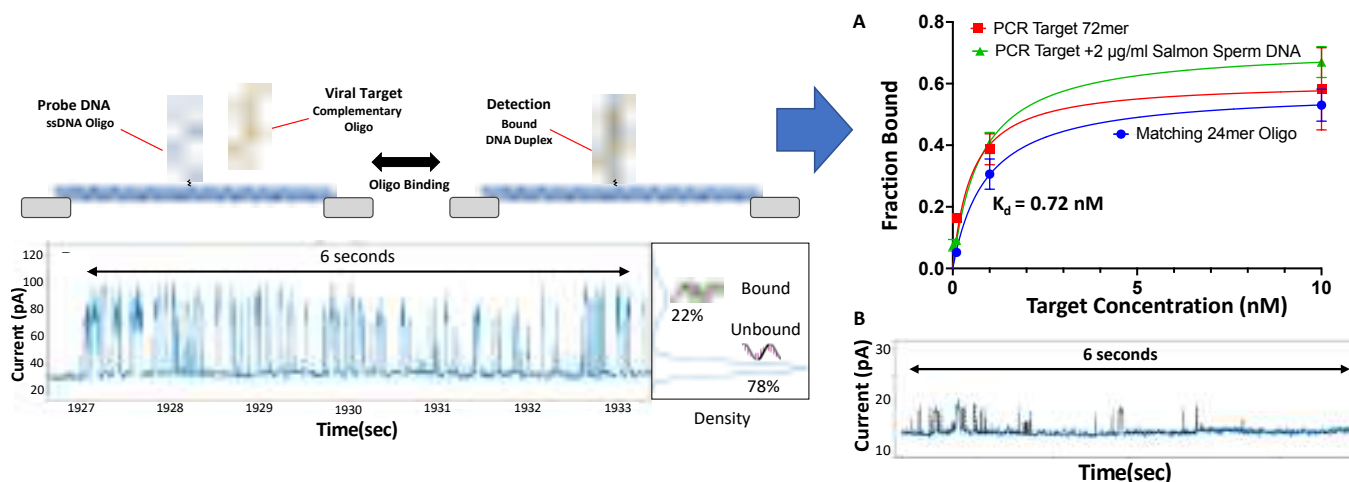 Probe DNA
ssDNA Oligo
Viral Target
Complementary
Oligo
Detection
Bound
DNA Duplex
Oligo Binding
Current (pA)
120
100
80
60
40
20
6 seconds
1927
1928
1929
1930
1931
1932
1933
Time(sec)
Bound
22%
Unbound
78%
Density
A
Fraction Bound
0.8
0.6
0.4
0.2
0.0
PCR Target 72mer
PCR Target +2 µg/ml Salmon Sperm DNA
Matching 24mer Oligo
Kd = 0.72 nM
0
5
10
Target Concentration (nM)
B
Current (pA)
30
20
10
6 seconds
Time(sec)